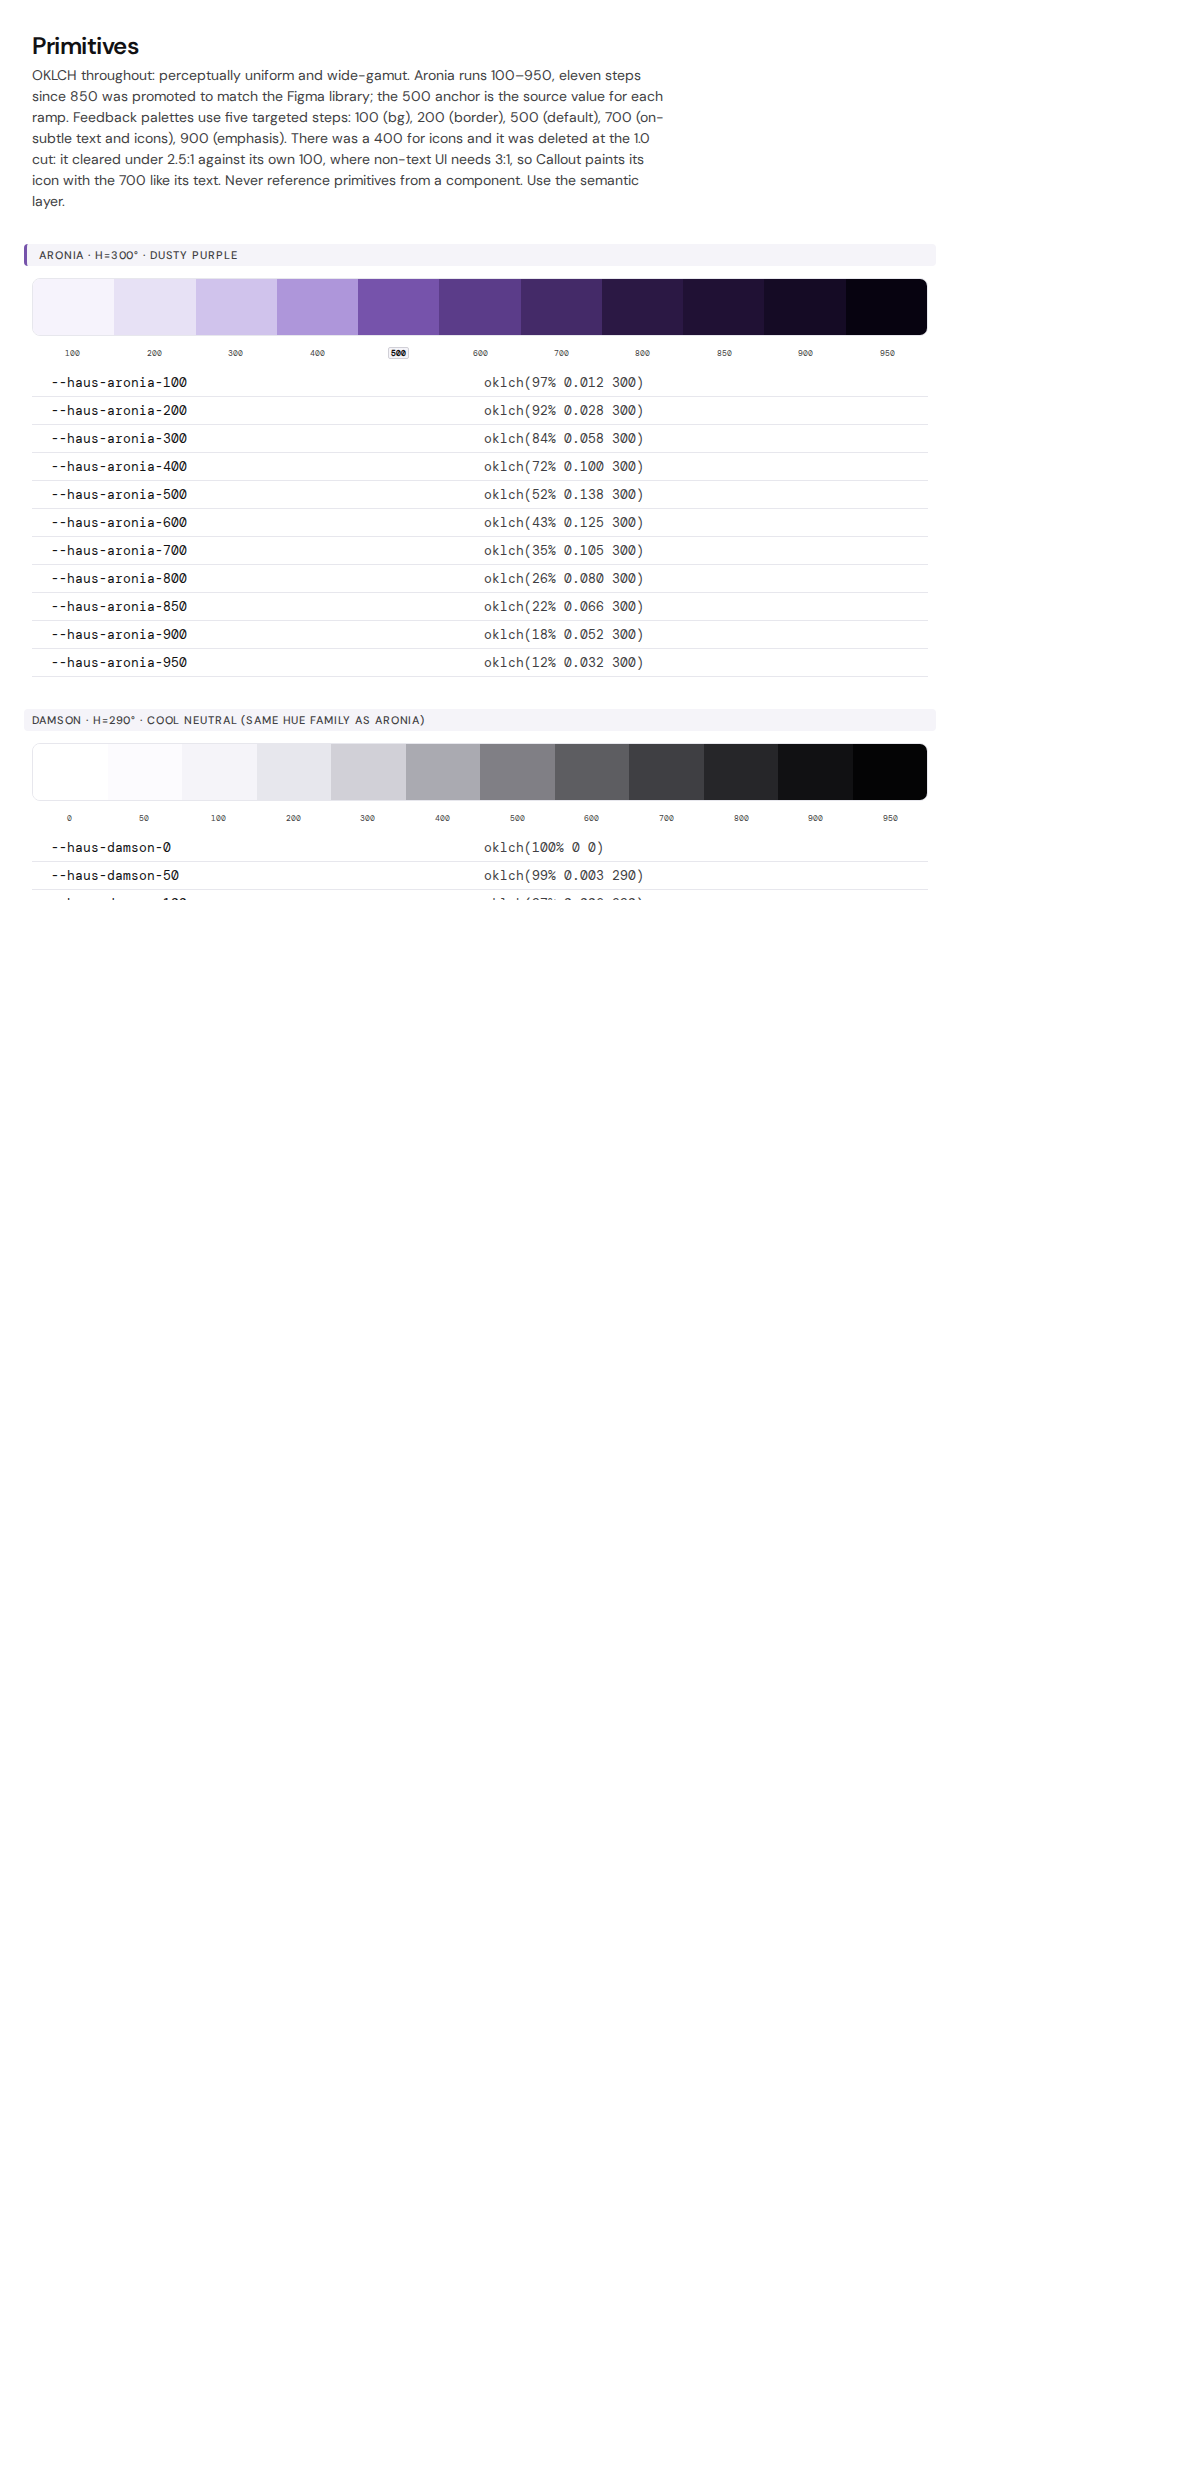 Primitives
OKLCH throughout: perceptually uniform and wide-gamut. Aronia runs 100–950, eleven steps
since 850 was promoted to match the Figma library; the 500 anchor is the source value for each
ramp. Feedback palettes use five targeted steps: 100 (bg), 200 (border), 500 (default), 700 (on-
subtle text and icons), 900 (emphasis). There was a 400 for icons and it was deleted at the 1.0
cut: it cleared under 2.5:1 against its own 100, where non-text UI needs 3:1, so Callout paints its
icon with the 700 like its text. Never reference primitives from a component. Use the semantic
layer.
ARONIA · H=300° · DUSTY PURPLE
100 200 300 400 500 600 700 800 850 900 950
--haus-aronia-100 oklch(97% 0.012 300)
--haus-aronia-200 oklch(92% 0.028 300)
--haus-aronia-300 oklch(84% 0.058 300)
--haus-aronia-400 oklch(72% 0.100 300)
--haus-aronia-500 oklch(52% 0.138 300)
--haus-aronia-600 oklch(43% 0.125 300)
--haus-aronia-700 oklch(35% 0.105 300)
--haus-aronia-800 oklch(26% 0.080 300)
--haus-aronia-850 oklch(22% 0.066 300)
--haus-aronia-900 oklch(18% 0.052 300)
--haus-aronia-950 oklch(12% 0.032 300)
DAMSON · H=290° · COOL NEUTRAL (SAME HUE FAMILY AS ARONIA)
0 50 100 200 300 400 500 600 700 800 900 950
--haus-damson-0 oklch(100% 0 0)
--haus-damson-50 oklch(99% 0.003 290)